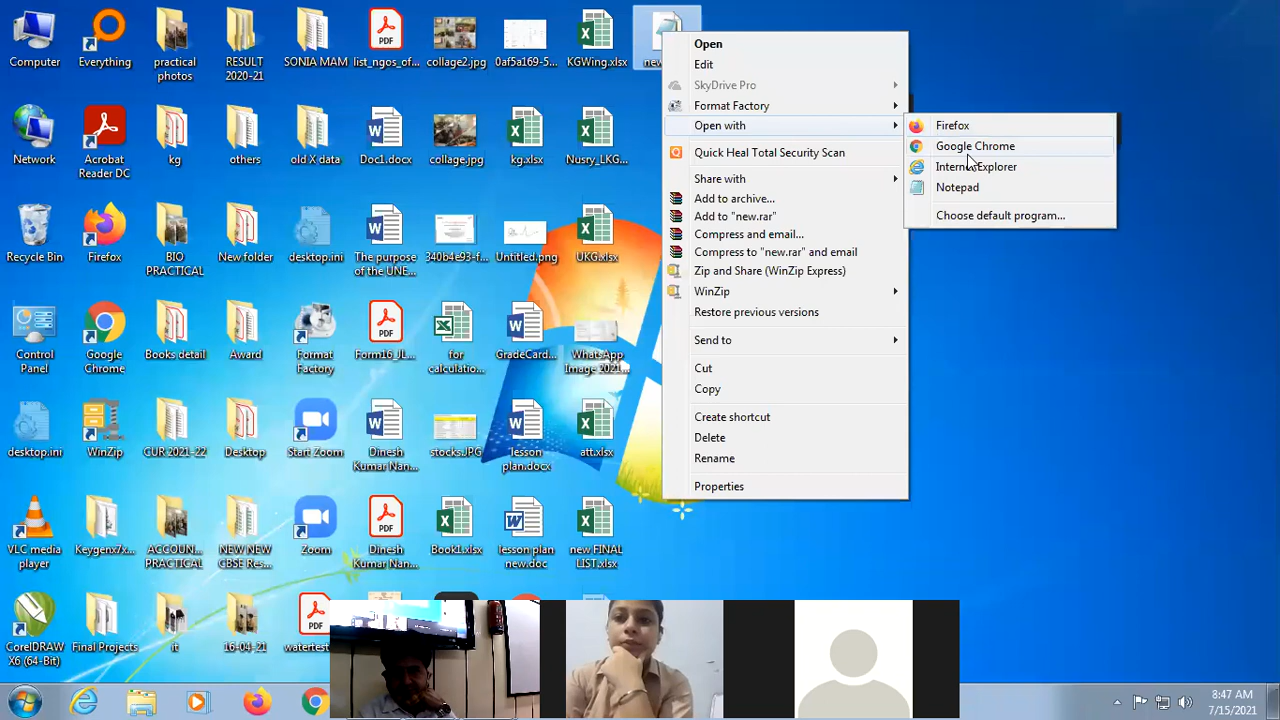 Computer
Everything
practical
photos
RESULT
2020-21
SONIA MAM
list_ngos_of...
collage2.jpg
0af5a169-5...
KGWing.xlsx
Network
Acrobat
Reader DC
kg
others
old X data
Doc1.docx
collage.jpg
kg.xlsx
Nusry_LKG...
Recycle Bin
Firefox
BIO
PRACTICAL
New folder
desktop.ini
The purpose
of the UNE...
340b4e93-f...
Untitled.png
UKG.xlsx
Control
Panel
Google
Chrome
Books detail
Award
Format
Factory
Form16_JL...
for
calculatio...
GradeCard...
WhatsApp
Image 2021...
desktop.ini
WinZip
CUR 2021-22
Desktop
Start Zoom
Dinesh
Kumar Nan...
stocks.JPG
lesson
plan.docx
att.xlsx
VLC media
player
Keygenx7x...
ACCOUN...
PRACTICAL
NEW NEW
CBSE Res...
Zoom
Dinesh
Kumar Nan...
Book1.xlsx
lesson plan
new.doc
new FINAL
LIST.xlsx
CorelDRAW
X6 (64-Bit)
Final Projects
it
16-04-21
Open
Edit
SkyDrive Pro
Format Factory
Open with
Quick Heal Total Security Scan
Share with
Add to archive...
Add to "new.rar"
Compress and email...
Compress to "new.rar" and email
Zip and Share (WinZip Express)
WinZip
Restore previous versions
Send to
Cut
Copy
Create shortcut
Delete
Rename
Properties
Firefox
Google Chrome
Internet Explorer
Notepad
Choose default program...
8:47 AM
7/15/2021